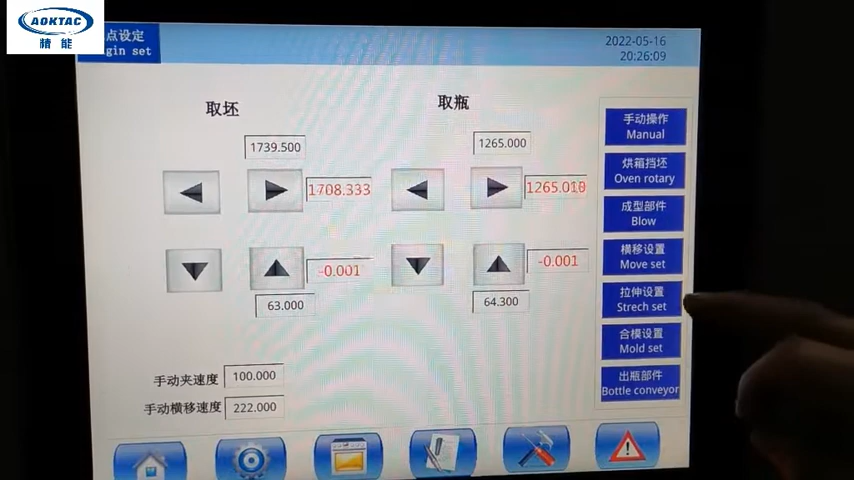 AOKTAC
精 能
点设定
gin set
2022-05-16
20:26:09
取坯
取瓶
1739.500
1265.000
1708.333
1265.010
-0.001
-0.001
63.000
64.300
手动夹速度 100.000
手动横移速度 222.000
手动操作
Manual
烘箱挡坯
Oven rotary
成型部件
Blow
横移设置
Move set
拉伸设置
Strech set
合模设置
Mold set
出瓶部件
Bottle conveyor